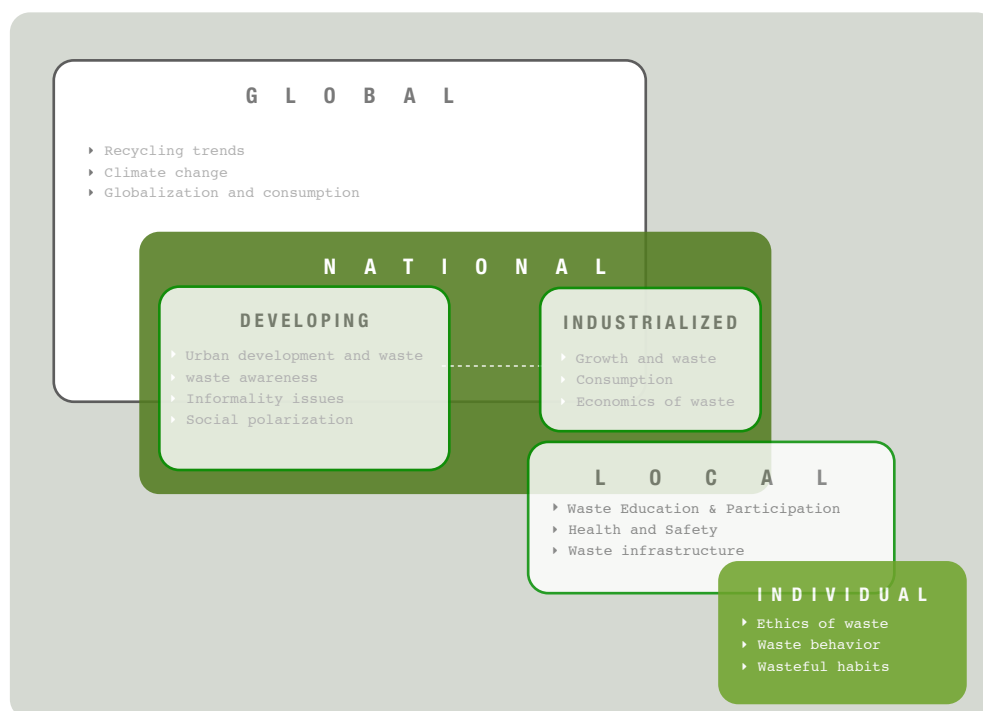 GLOBAL
Recycling trends
Climate change
Globalization and consumption
NATIONAL
DEVELOPING
Urban development and waste
waste awareness
Informality issues
Social polarization
INDUSTRIALIZED
Growth and waste
Consumption
Economics of waste
LOCAL
Waste Education & Participation
Health and Safety
Waste infrastructure
INDIVIDUAL
Ethics of waste
Waste behavior
Wasteful habits